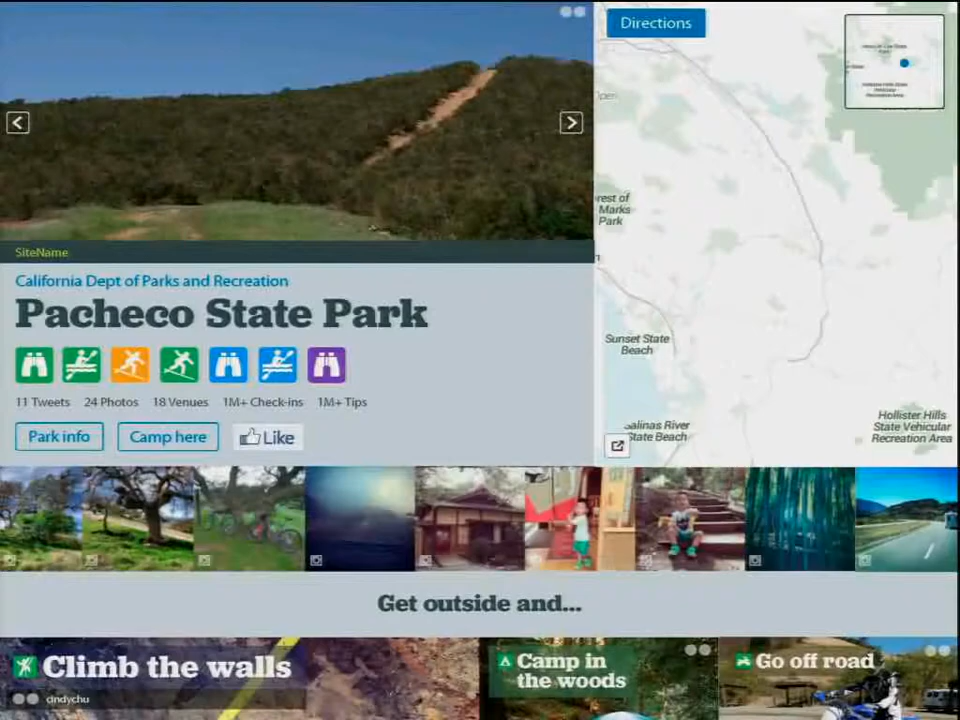 Directions
rest of
Marks
Park
SiteName
California Dept of Parks and Recreation
Pacheco State Park
11 Tweets 24 Photos 18 Venues 1M+ Check-ins 1M+ Tips
Park info Camp here Like
Sunset State
Beach
Salinas River
State Beach
Hollister Hills
State Vehicular
Recreation Area
Get outside and...
Climb the walls
cindychu
Camp in
the woods
Go off road